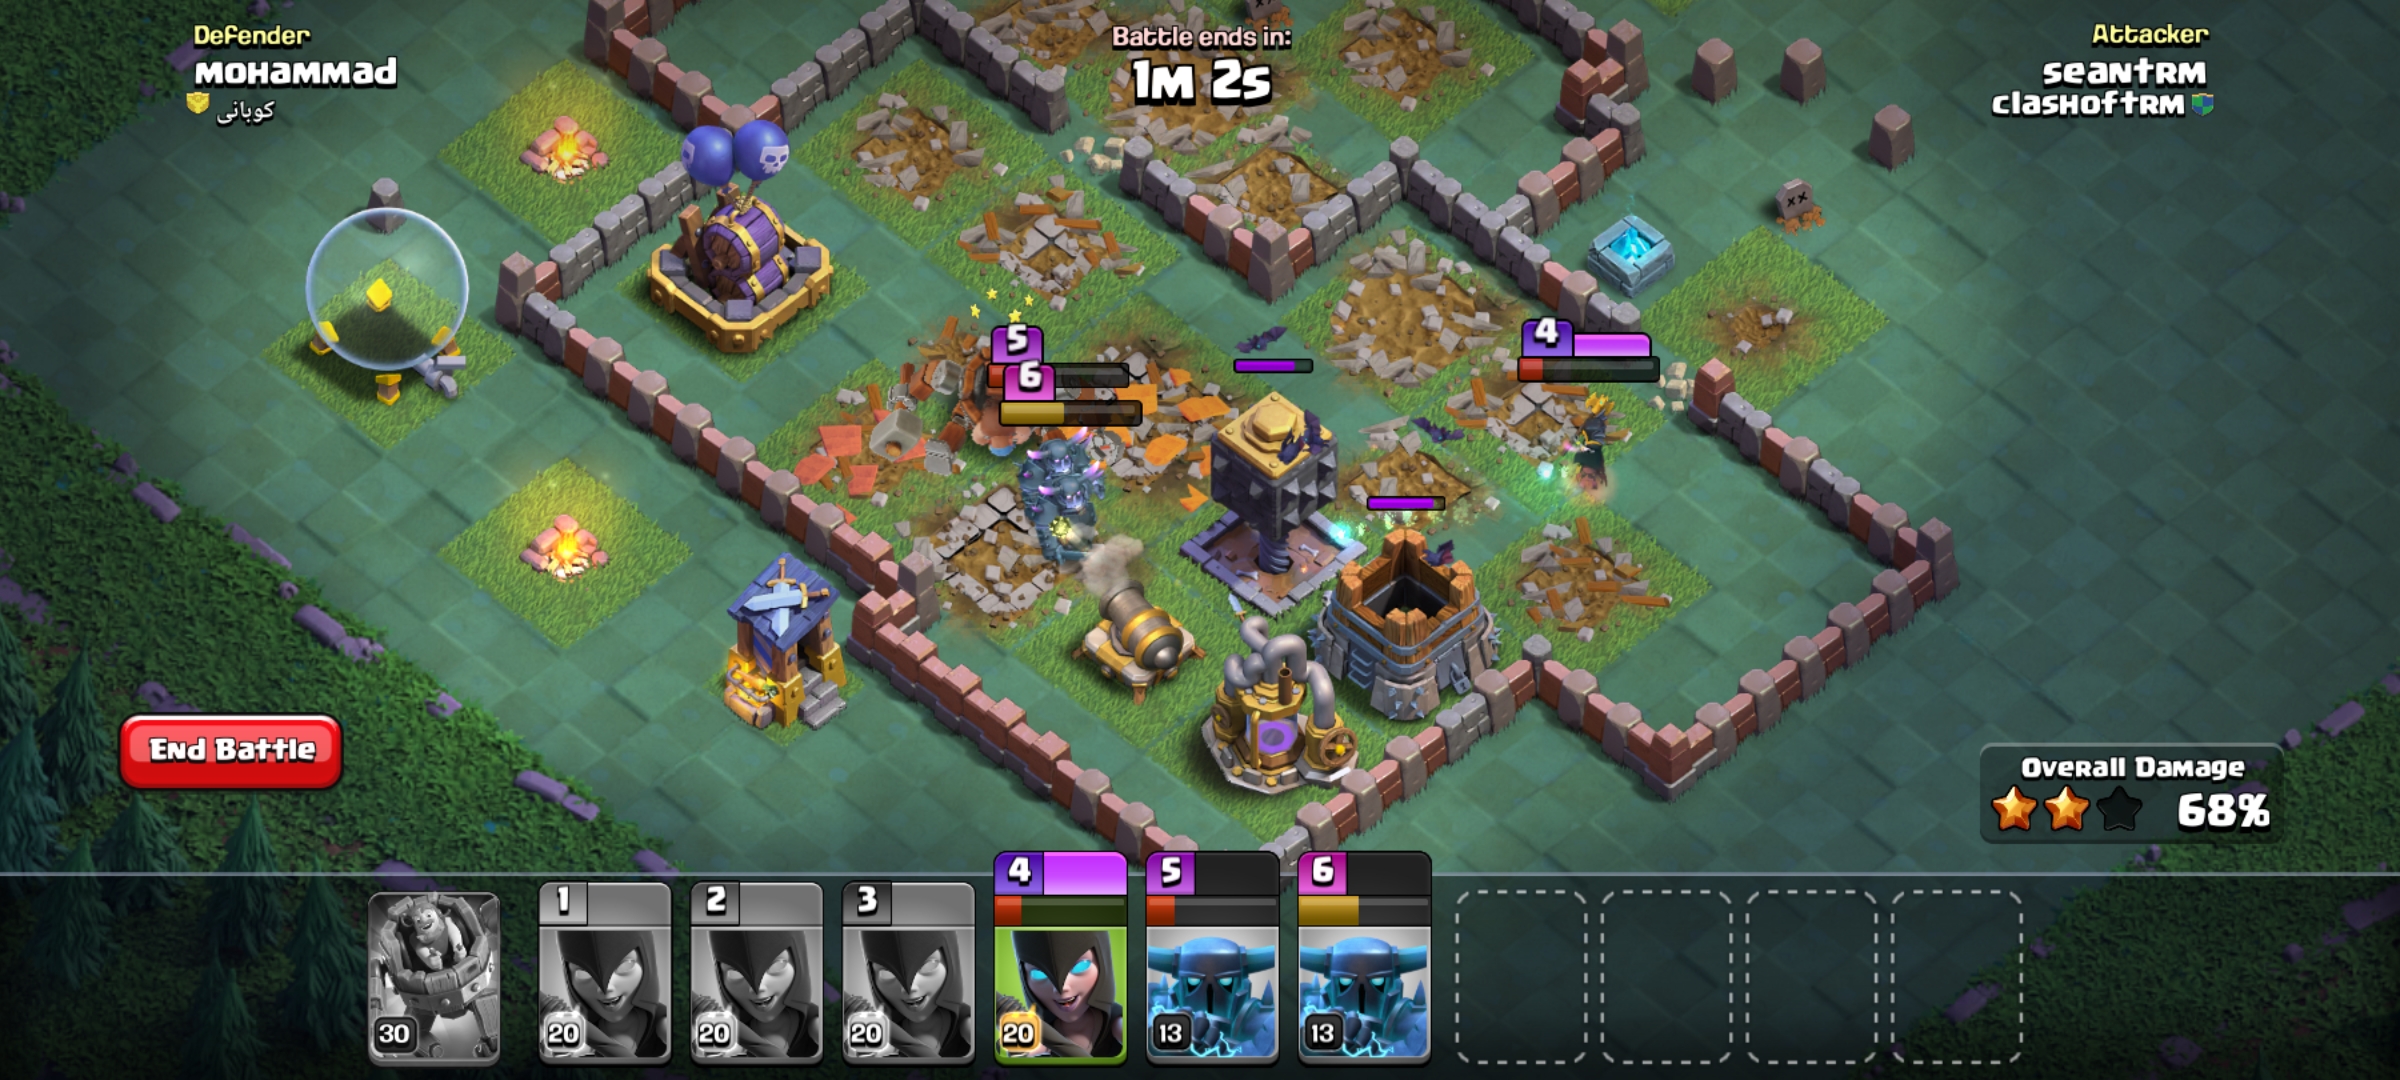 Defender
mohammad
کوبانی
Battle ends in:
1m 2s
Attacker
seantrm
clashoftrm
5
6
4
End Battle
Overall Damage
68%
4
5
6
1
2
3
30
20
20
20
20
13
13